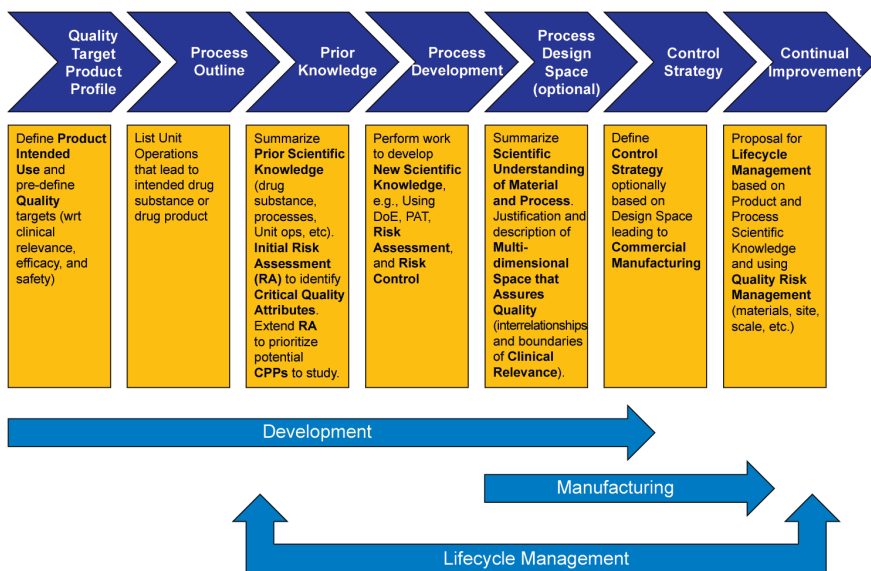 Quality
Target
Product
Profile
Process
Outline
Prior
Knowledge
Process
Development
Process
Design
Space
(optional)
Control
Strategy
Continual
Improvement
Define Product
Intended
Use and
pre-define
Quality
targets (wrt
clinical
relevance,
efficacy, and
safety)
List Unit
Operations
that lead to
intended drug
substance or
drug product
Summarize
Prior Scientific
Knowledge
(drug
substance,
processes,
Unit ops, etc).
Initial Risk
Assessment
(RA) to identify
Critical Quality
Attributes.
Extend RA
to prioritize
potential
CPPs to study.
Perform work
to develop
New Scientific
Knowledge,
e.g., Using
DoE, PAT,
Risk
Assessment,
and Risk
Control
Summarize
Scientific
Understanding
of Material
and Process.
Justification and
description of
Multi-
dimensional
Space that
Assures
Quality
(interrelationships
and boundaries
of Clinical
Relevance).
Define
Control
Strategy
optionally
based on
Design Space
leading to
Commercial
Manufacturing
Proposal for
Lifecycle
Management
based on
Product and
Process
Scientific
Knowledge
and using
Quality Risk
Management
(materials, site,
scale, etc.)
Development
Manufacturing
Lifecycle Management